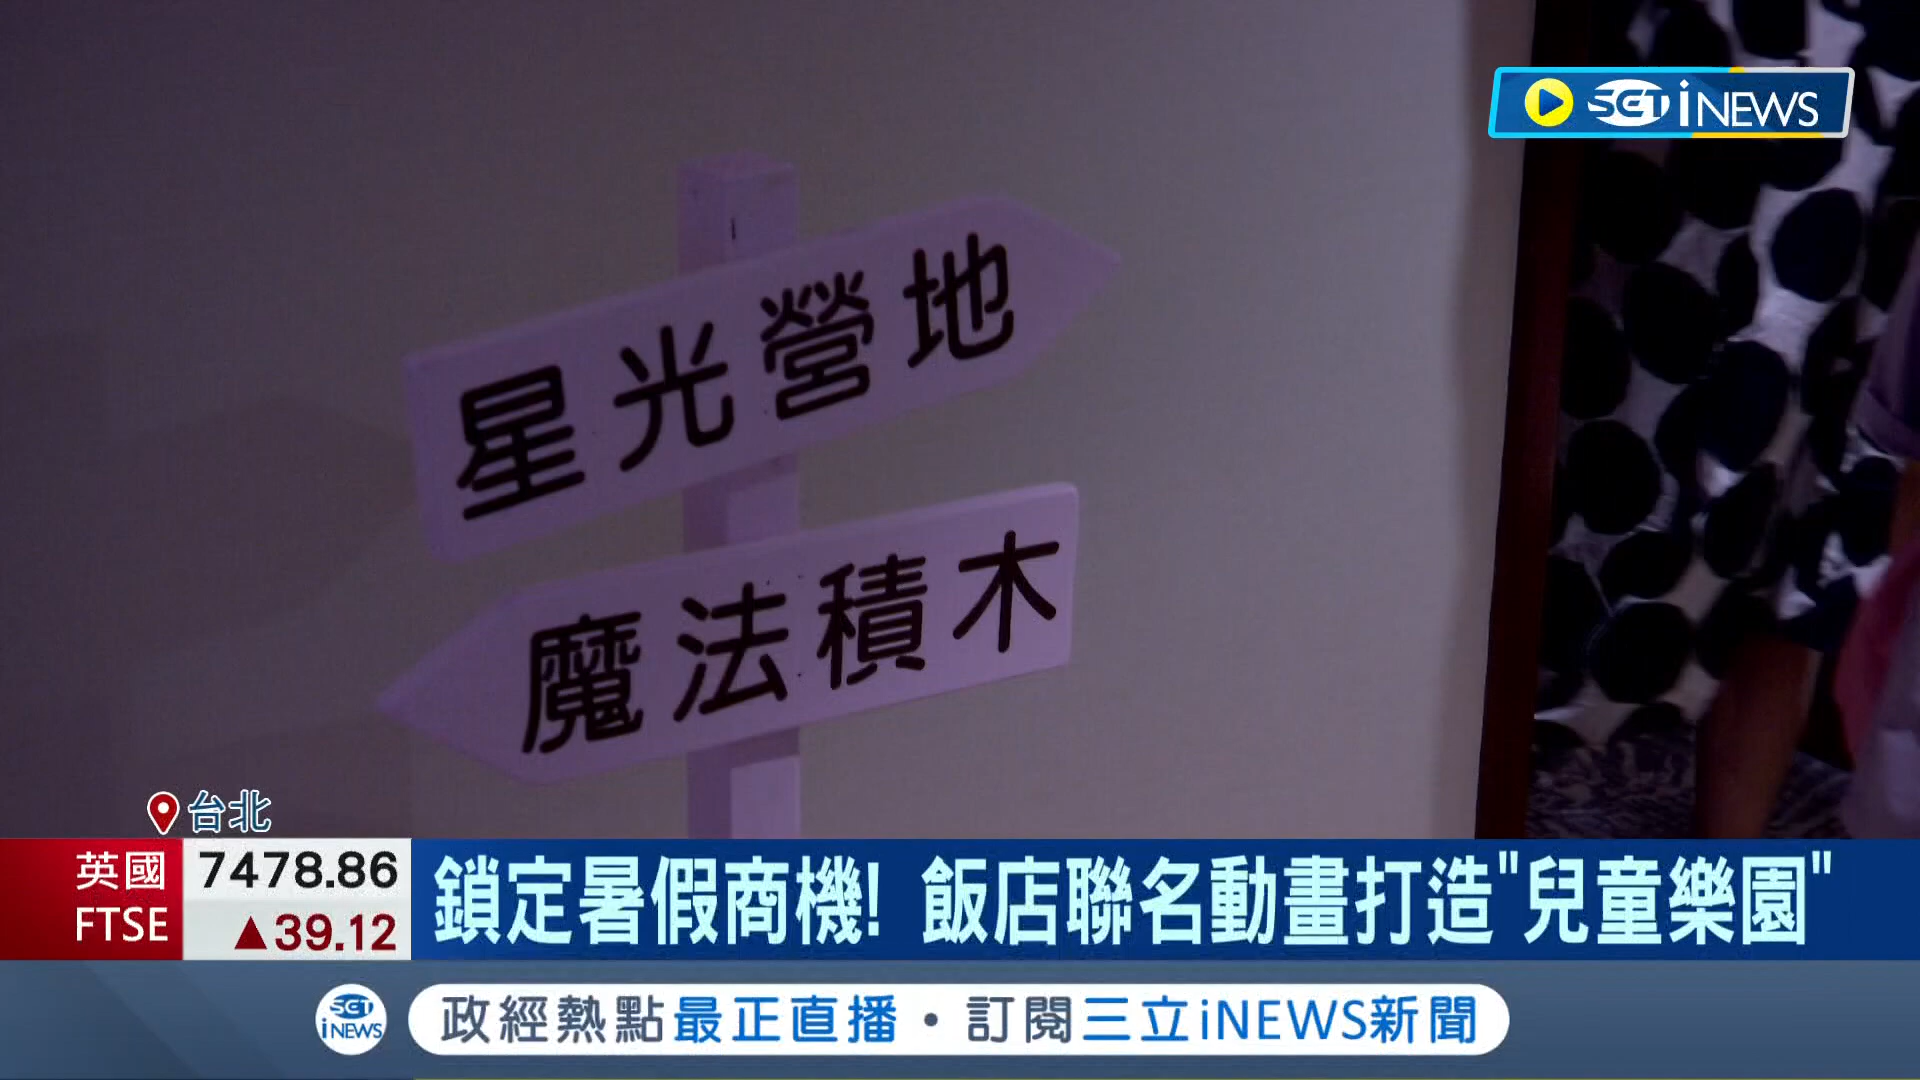 SET iNEWS
星光營地
魔法積木
台北
英國
FTSE
7478.86
▲39.12
鎖定暑假商機! 飯店聯名動畫打造"兒童樂園"
SET
iNEWS
政經熱點最正直播・訂閱三立iNEWS新聞